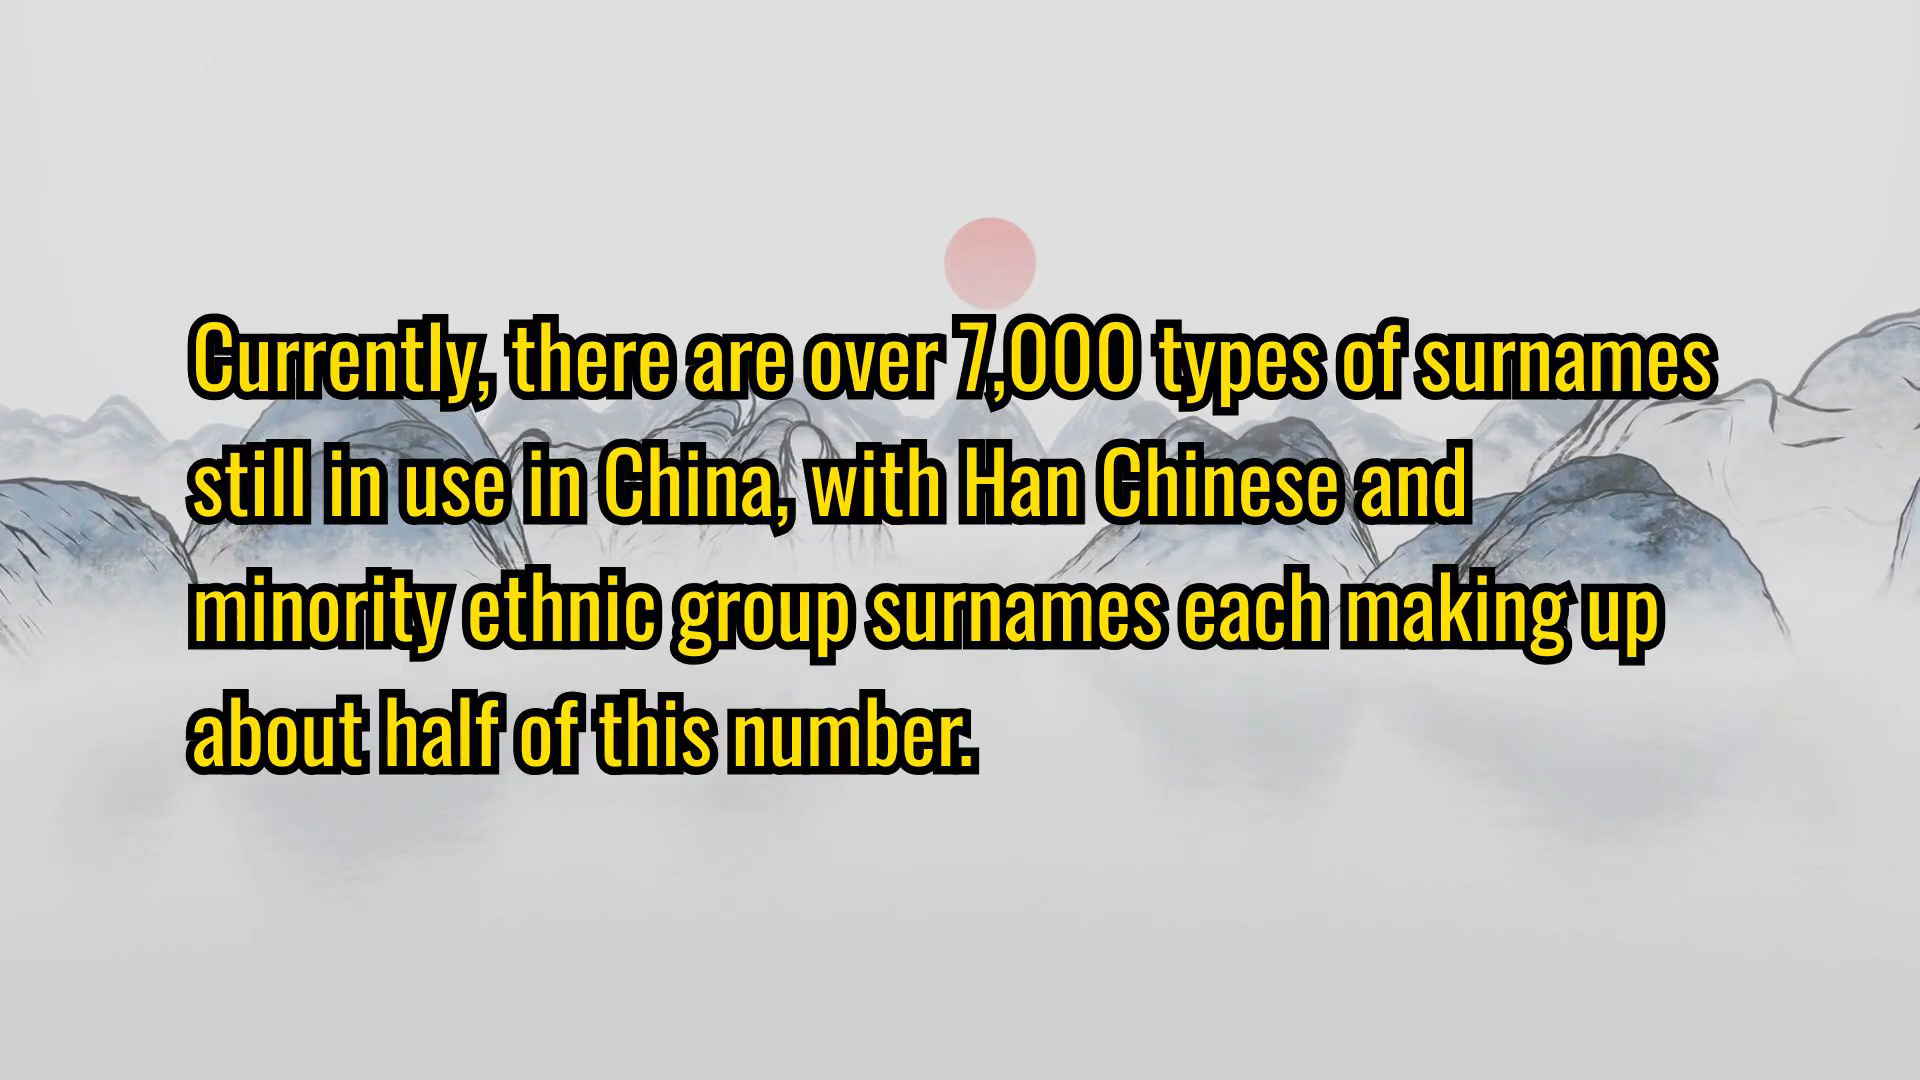 Currently, there are over 7,000 types of surnames
still in use in China, with Han Chinese and
minority ethnic group surnames each making up
about half of this number.